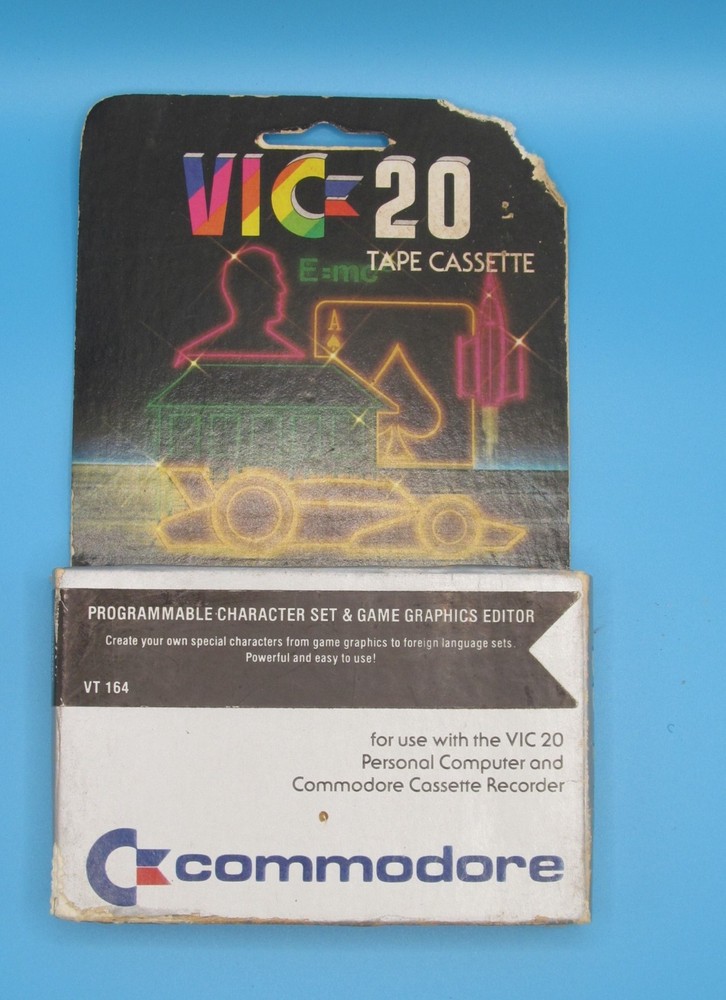 VIC 20
TAPE CASSETTE
E=mc²
A
PROGRAMMABLE CHARACTER SET & GAME GRAPHICS EDITOR
Create your own special characters from game graphics to foreign language sets.
Powerful and easy to use!
VT 164
for use with the VIC 20
Personal Computer and
Commodore Cassette Recorder
commodore